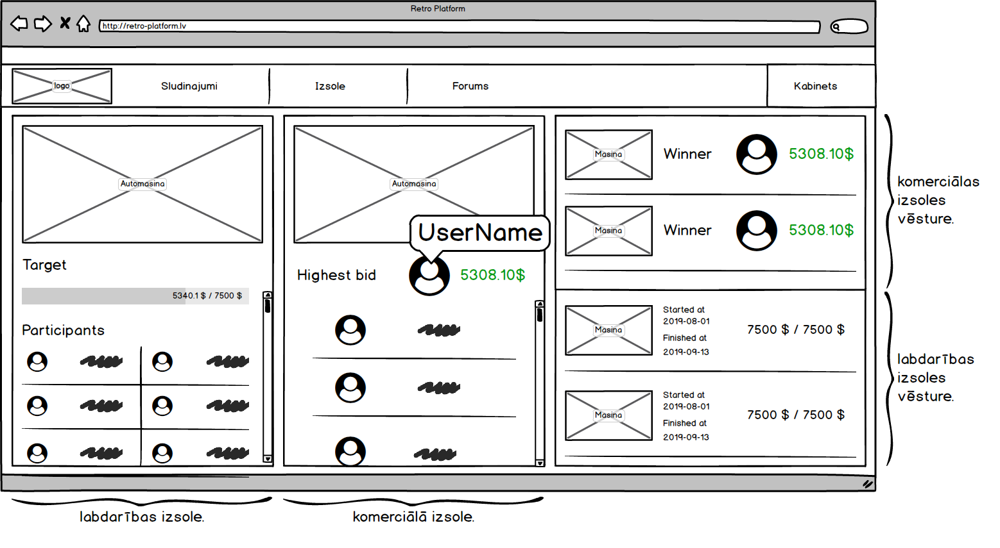 Retro Platform
http://retro-platform.lv
logo
Sludinajumi
Izsole
Forums
Kabinets
Automasina
Target
5340.1 $ / 7500 $
Participants
Automasina
UserName
Highest bid
5308.10$
Masina
Winner
5308.10$
Masina
Winner
5308.10$
Masina
Started at
2019-08-01
Finished at
2019-09-13
7500 $ / 7500 $
Masina
Started at
2019-08-01
Finished at
2019-09-13
7500 $ / 7500 $
komerciālas
izsoles
vēsture.
labdarības
izsoles
vēsture.
labdarības izsole.
komerciālā izsole.